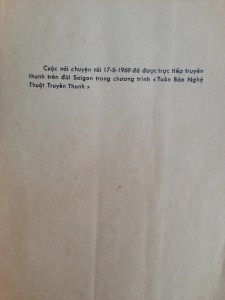 Cuộc nói chyện tối 17-8-1969 đã được trực tiếp truyền
thanh trên đài Saigon trong chương trình « Tuần Báo Nghệ
Thuật Truyền Thanh »